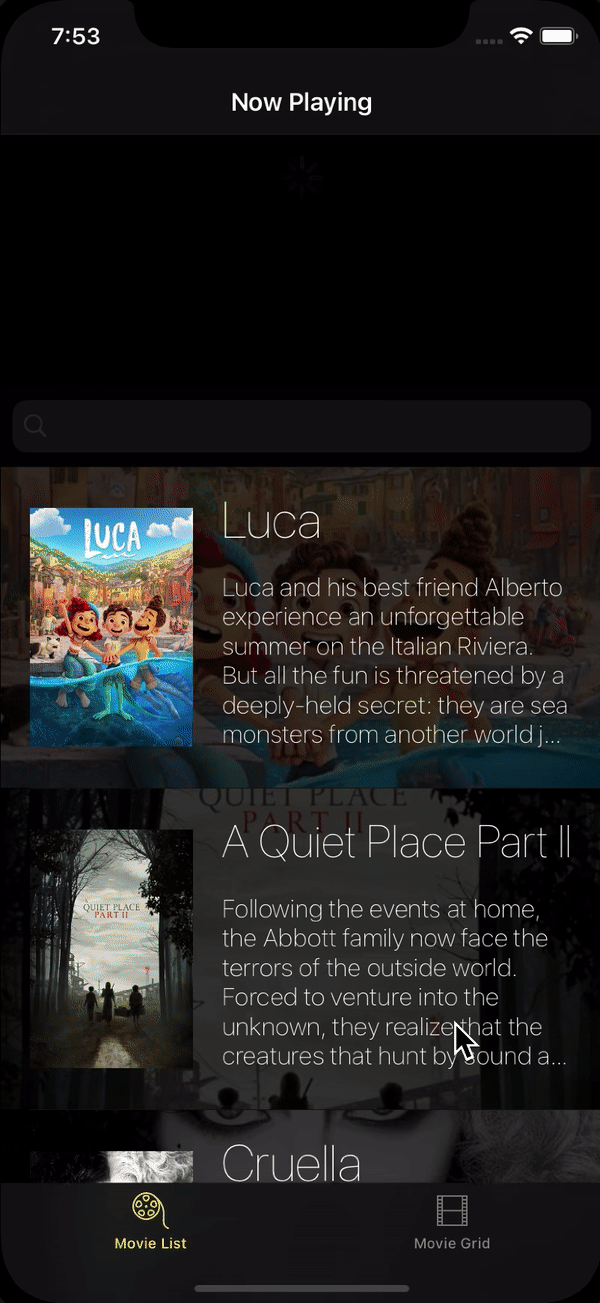 7:53
Now Playing
LUCA
Luca
Luca and his best friend Alberto
experience an unforgettable
summer on the Italian Riviera.
But all the fun is threatened by a
deeply-held secret: they are sea
monsters from another world j...
QUIET PLACE
PART II
A Quiet Place Part II
A QUIET PLACE
PART II
Following the events at home,
the Abbott family now face the
terrors of the outside world.
Forced to venture into the
unknown, they realize that the
creatures that hunt by sound a...
Cruella
Movie List
Movie Grid